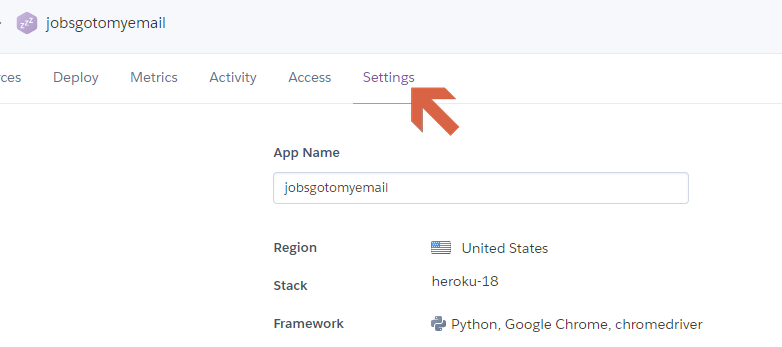 jobsgotomyemail
rces Deploy Metrics Activity Access Settings
App Name
jobsgotomyemail
Region United States
Stack heroku-18
Framework Python, Google Chrome, chromedriver